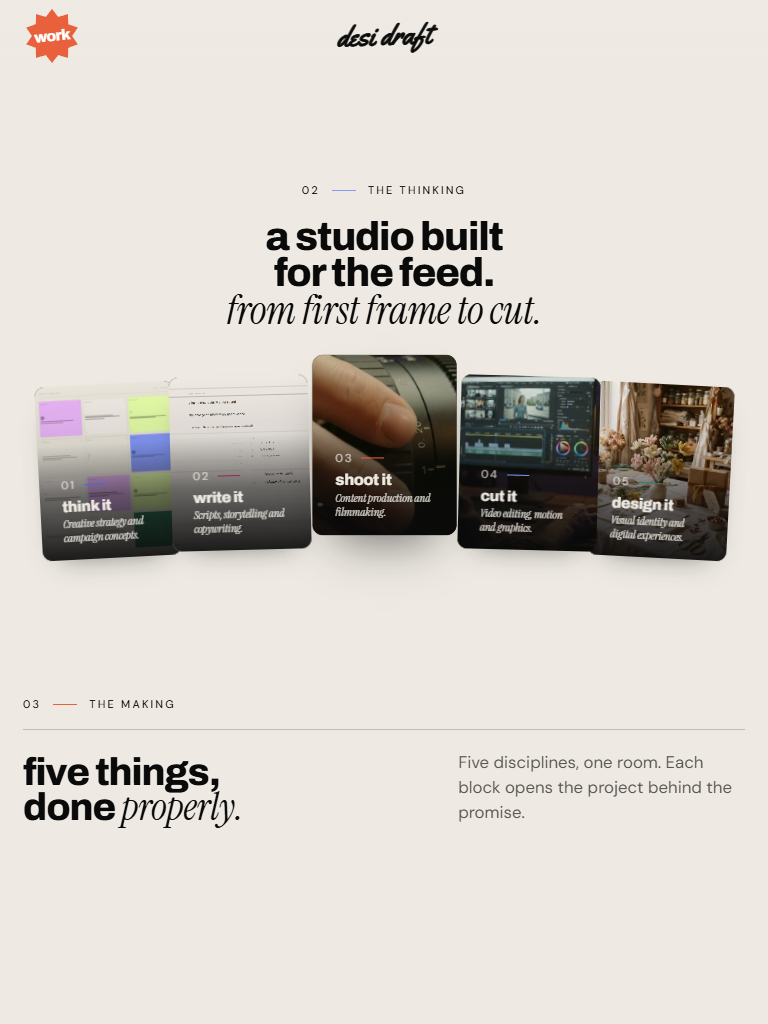 work
desi draft
02 THE THINKING
a studio built
for the feed.
from first frame to cut.
01
think it
Creative strategy and
campaign concepts.
02
write it
Scripts, storytelling and
copywriting.
03
shoot it
Content production and
filmmaking.
04
cut it
Video editing, motion
and graphics.
05
design it
Visual identity and
digital experiences.
03 THE MAKING
five things,
done properly.
Five disciplines, one room. Each
block opens the project behind the
promise.